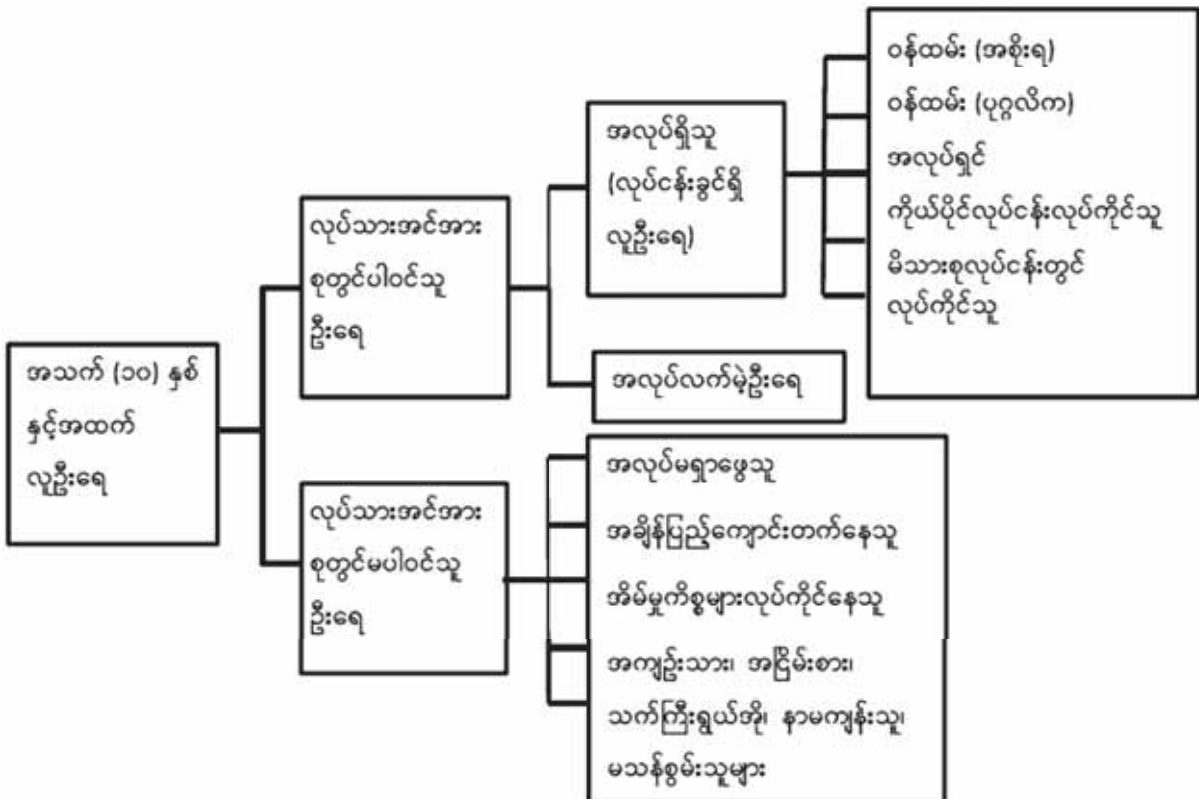 အသက် (၁၀) နှစ်
နှင့်အထက်
လူဦးရေ
လုပ်သားအင်အား
စုတွင်ပါဝင်သူ
ဦးရေ
အလုပ်ရှိသူ
(လုပ်ငန်းခွင်ရှိ
လူဦးရေ)
ဝန်ထမ်း (အစိုးရ)
ဝန်ထမ်း (ပုဂ္ဂလိက)
အလုပ်ရှင်
ကိုယ်ပိုင်လုပ်ငန်းလုပ်ကိုင်သူ
မိသားစုလုပ်ငန်းတွင်
လုပ်ကိုင်သူ
အလုပ်လက်မဲ့ဦးရေ
လုပ်သားအင်အား
စုတွင်မပါဝင်သူ
ဦးရေ
အလုပ်မရှာဖွေသူ
အချိန်ပြည့်ကျောင်းတက်နေသူ
အိမ်မှုကိစ္စများလုပ်ကိုင်နေသူ
အကျဉ်းသား၊ အငြိမ်းစား၊
သက်ကြီးရွယ်အို၊ နာမကျန်းသူ၊
မသန်စွမ်းသူများ